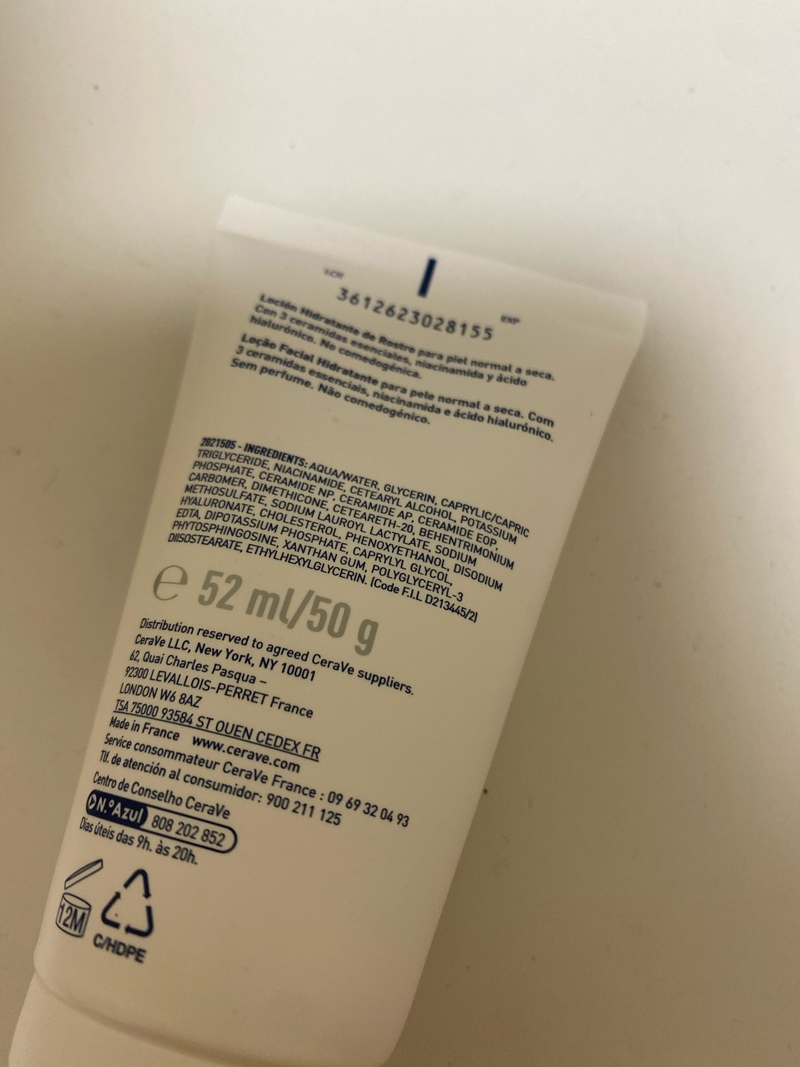 LOT/
EXP
3612623028155
Loción Hidratante de Rostro para piel normal a seca.
Con 3 ceramidas esenciales, niacinamida y ácido
hialurónico. No comedogénica.
Loção Facial Hidratante para pele normal a seca. Com
3 ceramidas essenciais, niacinamida e ácido hialurónico.
Sem perfume. Não comedogénico.
2021505 - INGREDIENTS: AQUA/WATER, GLYCERIN, CAPRYLIC/CAPRIC
TRIGLYCERIDE, NIACINAMIDE, CETEARYL ALCOHOL, POTASSIUM
PHOSPHATE, CERAMIDE NP, CERAMIDE AP, CERAMIDE EOP,
CARBOMER, DIMETHICONE, CETEARETH-20, BEHENTRIMONIUM
METHOSULFATE, SODIUM LAUROYL LACTYLATE, SODIUM
HYALURONATE, CHOLESTEROL, PHENOXYETHANOL, DISODIUM
EDTA, DIPOTASSIUM PHOSPHATE, CAPRYLYL GLYCOL,
PHYTOSPHINGOSINE, XANTHAN GUM, POLYGLYCERYL-3
DIISOSTEARATE, ETHYLHEXYLGLYCERIN. (Code F.I.L D213445/2)
℮ 52 ml/50 g
Distribution reserved to agreed CeraVe suppliers.
CeraVe LLC, New York, NY 10001
62, Quai Charles Pasqua –
92300 LEVALLOIS-PERRET France
LONDON W6 8AZ
TSA 75000 93584 ST OUEN CEDEX FR
Made in France www.cerave.com
Service consommateur CeraVe France : 09 69 32 04 93
Tlf. de atención al consumidor: 900 211 125
Centro de Conselho CeraVe
N.º Azul 808 202 852
Dias úteis das 9h. às 20h.
12M
C/HDPE